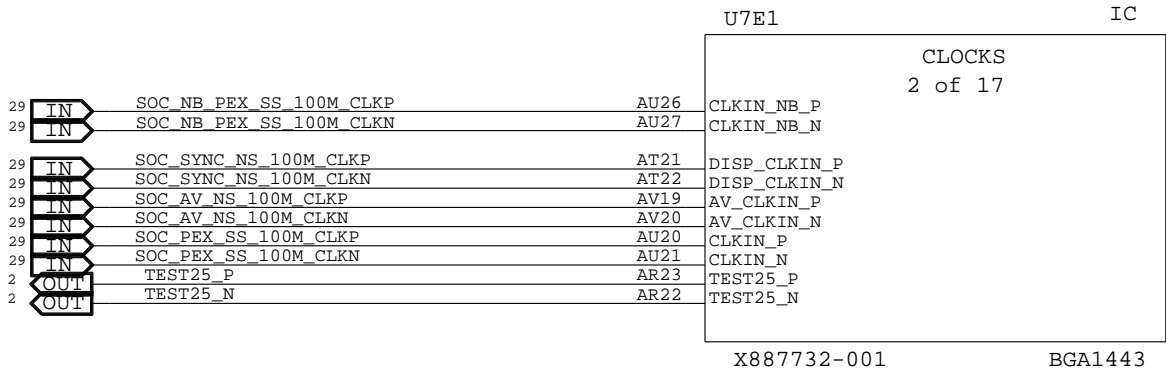 U7E1 IC
CLOCKS
2 of 17
29 IN SOC_NB_PEX_SS_100M_CLKP AU26 CLKIN_NB_P
29 IN SOC_NB_PEX_SS_100M_CLKN AU27 CLKIN_NB_N
29 IN SOC_SYNC_NS_100M_CLKP AT21 DISP_CLKIN_P
29 IN SOC_SYNC_NS_100M_CLKN AT22 DISP_CLKIN_N
29 IN SOC_AV_NS_100M_CLKP AV19 AV_CLKIN_P
29 IN SOC_AV_NS_100M_CLKN AV20 AV_CLKIN_N
29 IN SOC_PEX_SS_100M_CLKP AU20 CLKIN_P
29 IN SOC_PEX_SS_100M_CLKN AU21 CLKIN_N
2 OUT TEST25_P AR23 TEST25_P
2 OUT TEST25_N AR22 TEST25_N
X887732-001 BGA1443